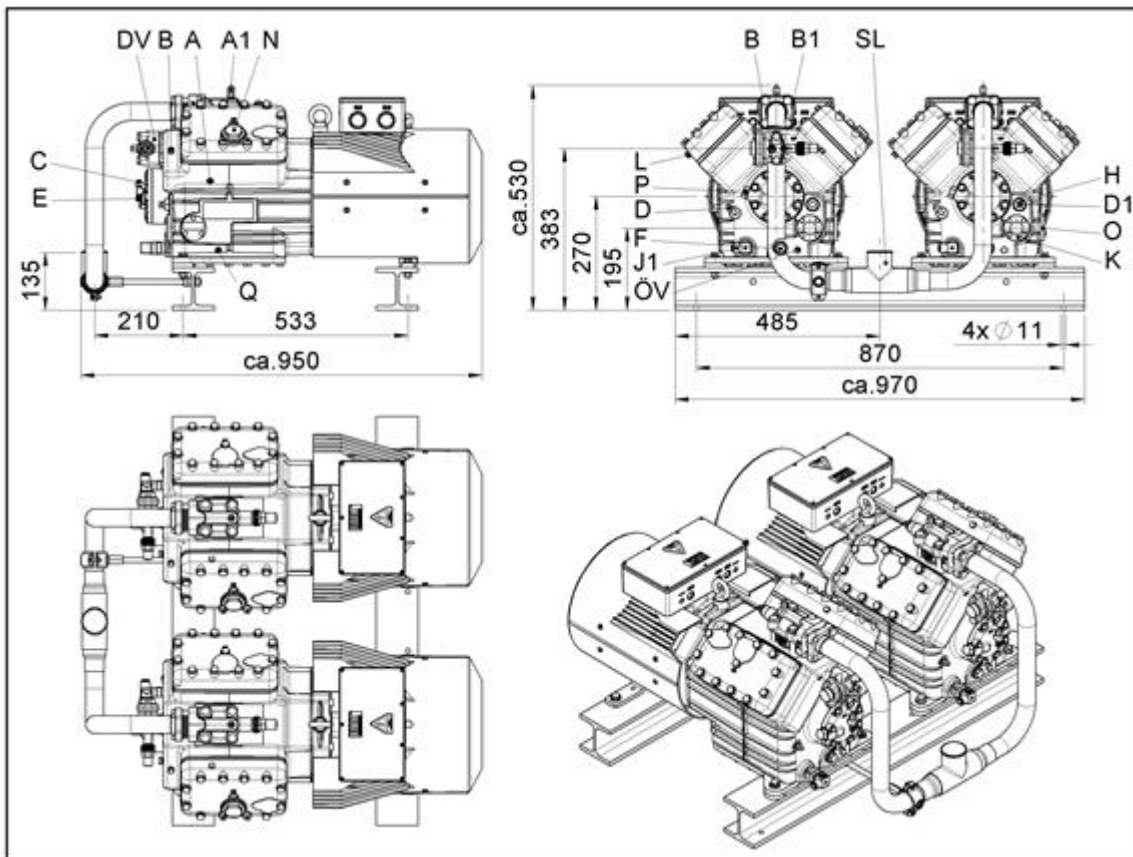 DV B A A1 N
C
E
135
Q
210
533
ca.950
B B1 SL
ca.530
383
270
195
L
P
D
F
J1
ÖV
H
D1
O
K
485
4x ∅ 11
870
ca.970